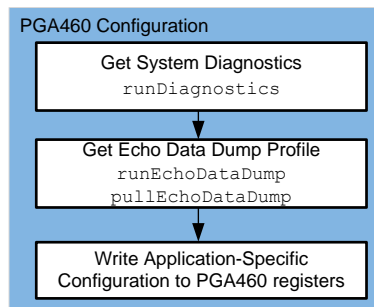 PGA460 Configuration
Get System Diagnostics
runDiagnostics
Get Echo Data Dump Profile
runEchoDataDump
pullEchoDataDump
Write Application-Specific
Configuration to PGA460 registers